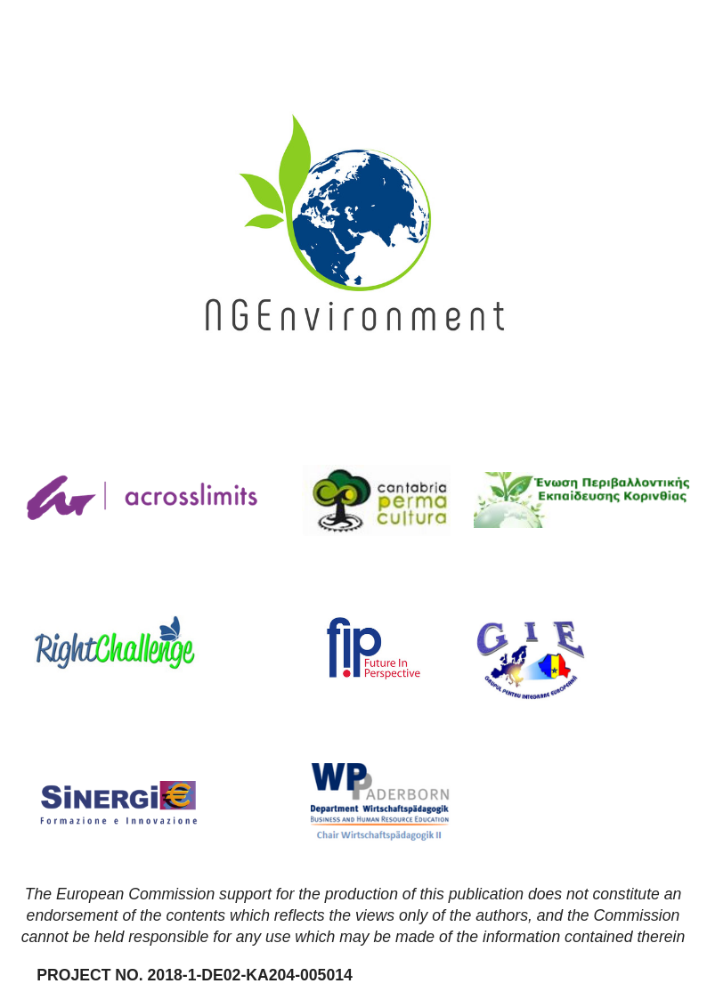 NGEnvironment
acrosslimits
cantabria
perma
cultura
Ένωση Περιβαλλοντικής
Εκπαίδευσης Κορινθίας
RightChallenge
fip
Future In
Perspective
GIE
GRUPUL PENTRU INTEGRARE EUROPEANĂ
SiNERGi€
Formazione e Innovazione
WP
PADERBORN
Department Wirtschaftspädagogik
BUSINESS AND HUMAN RESOURCE EDUCATION
Chair Wirtschaftspädagogik II
The European Commission support for the production of this publication does not constitute an
endorsement of the contents which reflects the views only of the authors, and the Commission
cannot be held responsible for any use which may be made of the information contained therein
PROJECT NO. 2018-1-DE02-KA204-005014